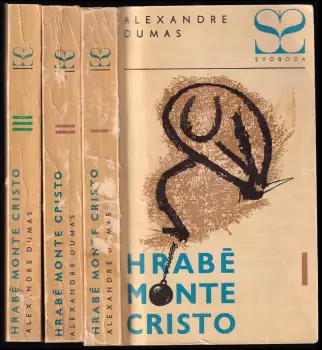 III
HRABĚ MONTE CRISTO
ALEXANDRE DUMAS
II
HRABĚ MONTE CRISTO
ALEXANDRE DUMAS
I
HRABĚ MONTE CRISTO
ALEXANDRE DUMAS
ALEXANDRE
DUMAS
SVOBODA
HRABĚ
MONTE
CRISTO
I